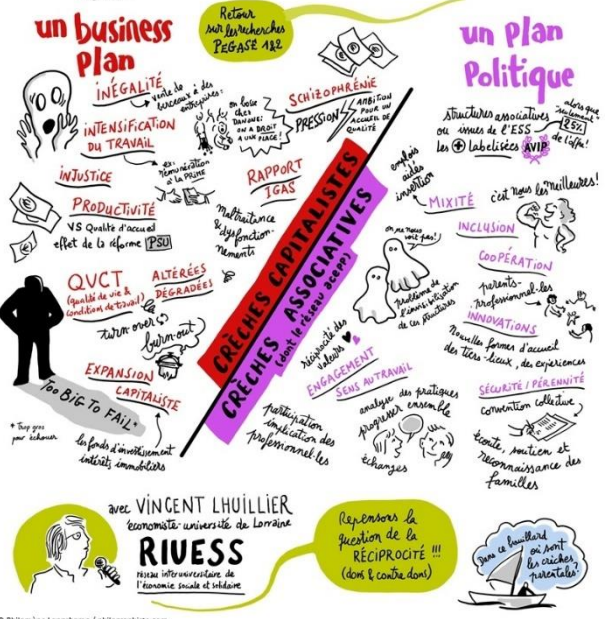 Retour
sur les recherches
PEGASE 1&2
un business
plan
INÉGALITÉ
vente de
berceaux à des
entreprises:
INTENSIFICATION
DU TRAVAIL
on bosse
chez
DANONE:
ON A DROIT
À UNE PLACE!
ex:
rémunération
à la PRIME
INJUSTICE
PRODUCTIVITÉ
VS Qualité d'accueil
effet de la réforme PSU
SCHIZOPHRÉNIE
PRESSION
AMBITION
POUR UN
ACCUEIL DE
QUALITÉ
RAPPORT
IGAS
Maltraitance
& dysfonction-
nements
QVCT
(qualité de vie &
conditions de travail)
ALTÉRÉES
DÉGRADÉES
turn over
burn-out
EXPANSION
CAPITALISTE
Too BiG To FAiL*
* Trop gros
pour échouer
les fonds d'investissement
intérêts immobiliers
CRÈCHES CAPITALISTES
CRÈCHES ASSOCIATIVES
(dont le réseau acepp)
un plan
Politique
structures associatives
ou issues de l'ESS
les + labellisées AVIP
alors que
seulement
25%
de l'offre!
emplois
aidés
insertion
MIXITÉ
c'est nous les meilleures!
INCLUSION
on ne nous
voit pas!
problème de
l'invisibilisation
de ces structures
COOPÉRATION
parents-
professionnel·les
INNOVATIONS
Nouvelles formes d'accueil
des tiers-lieux, des expériences
réciprocité des
valeurs
ENGAGEMENT
SENS AU TRAVAIL
participation
implication des
professionnel·les
analyse des pratiques
progresser ensemble
échanges
SÉCURITÉ / PÉRENNITÉ
convention collective
écoute, soutien et
reconnaissance des
familles
avec VINCENT LHUILLIER
économiste-université de Lorraine
RIUESS
réseau interuniversitaire de
l'économie sociale et solidaire
Repensons la
question de la
RÉCIPROCITÉ !!!
(dons & contre dons)
Dans ce brouillard
où sont
les crèches
parentales?